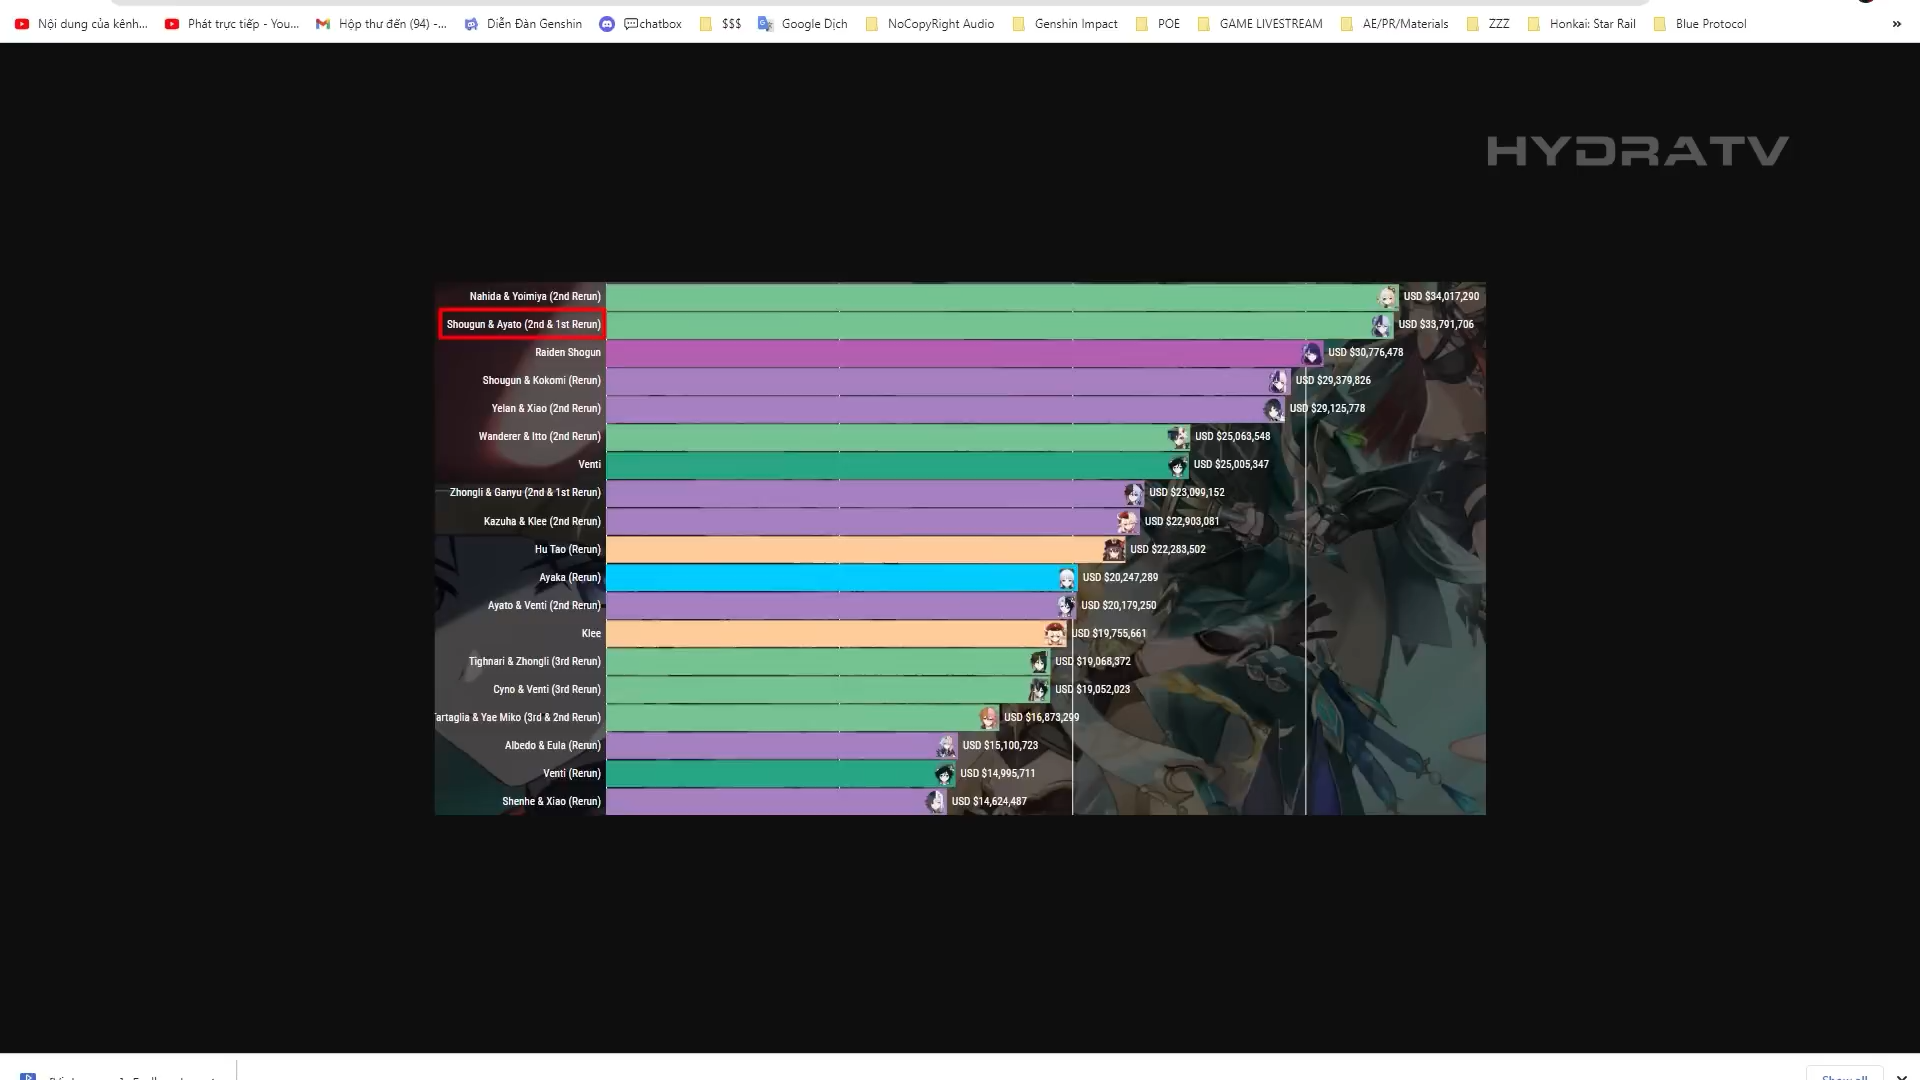 Nội dung của kênh... Phát trực tiếp - You... Hộp thư đến (94) -... Diễn Đàn Genshin chatbox $$$ Google Dịch NoCopyRight Audio Genshin Impact POE GAME LIVESTREAM AE/PR/Materials ZZZ Honkai: Star Rail Blue Protocol »
HYDRATV
Nahida & Yoimiya (2nd Rerun) USD $34,017,290
Shougun & Ayato (2nd & 1st Rerun) USD $33,791,706
Raiden Shogun USD $30,776,478
Shougun & Kokomi (Rerun) USD $29,379,826
Yelan & Xiao (2nd Rerun) USD $29,125,778
Wanderer & Itto (2nd Rerun) USD $25,063,548
Venti USD $25,005,347
Zhongli & Ganyu (2nd & 1st Rerun) USD $23,099,152
Kazuha & Klee (2nd Rerun) USD $22,903,081
Hu Tao (Rerun) USD $22,283,502
Ayaka (Rerun) USD $20,247,289
Ayato & Venti (2nd Rerun) USD $20,179,250
Klee USD $19,755,661
Tighnari & Zhongli (3rd Rerun) USD $19,068,372
Cyno & Venti (3rd Rerun) USD $19,052,023
artaglia & Yae Miko (3rd & 2nd Rerun) USD $16,873,299
Albedo & Eula (Rerun) USD $15,100,723
Venti (Rerun) USD $14,995,711
Shenhe & Xiao (Rerun) USD $14,624,487
Show all